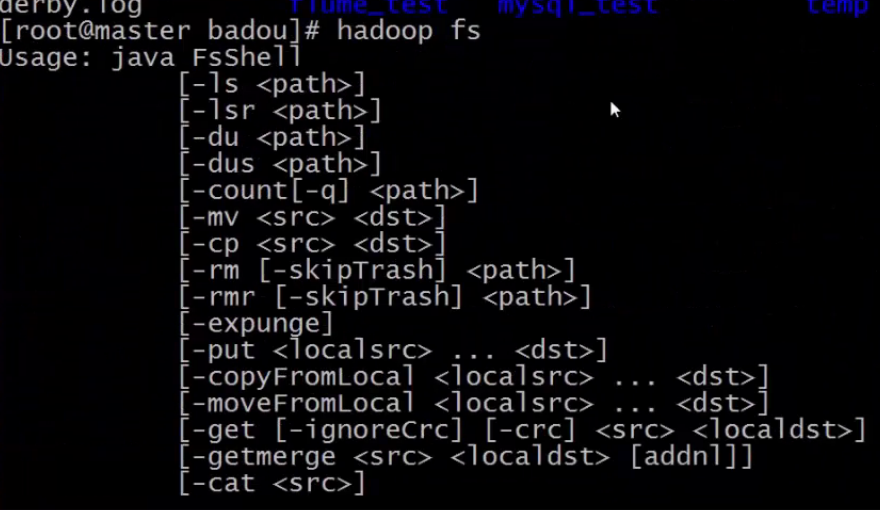 derby.log flume_test mysql_test temp
[root@master badou]# hadoop fs
Usage: java FsShell
[-ls <path>]
[-lsr <path>]
[-du <path>]
[-dus <path>]
[-count[-q] <path>]
[-mv <src> <dst>]
[-cp <src> <dst>]
[-rm [-skipTrash] <path>]
[-rmr [-skipTrash] <path>]
[-expunge]
[-put <localsrc> ... <dst>]
[-copyFromLocal <localsrc> ... <dst>]
[-moveFromLocal <localsrc> ... <dst>]
[-get [-ignoreCrc] [-crc] <src> <localdst>]
[-getmerge <src> <localdst> [addnl]]
[-cat <src>]